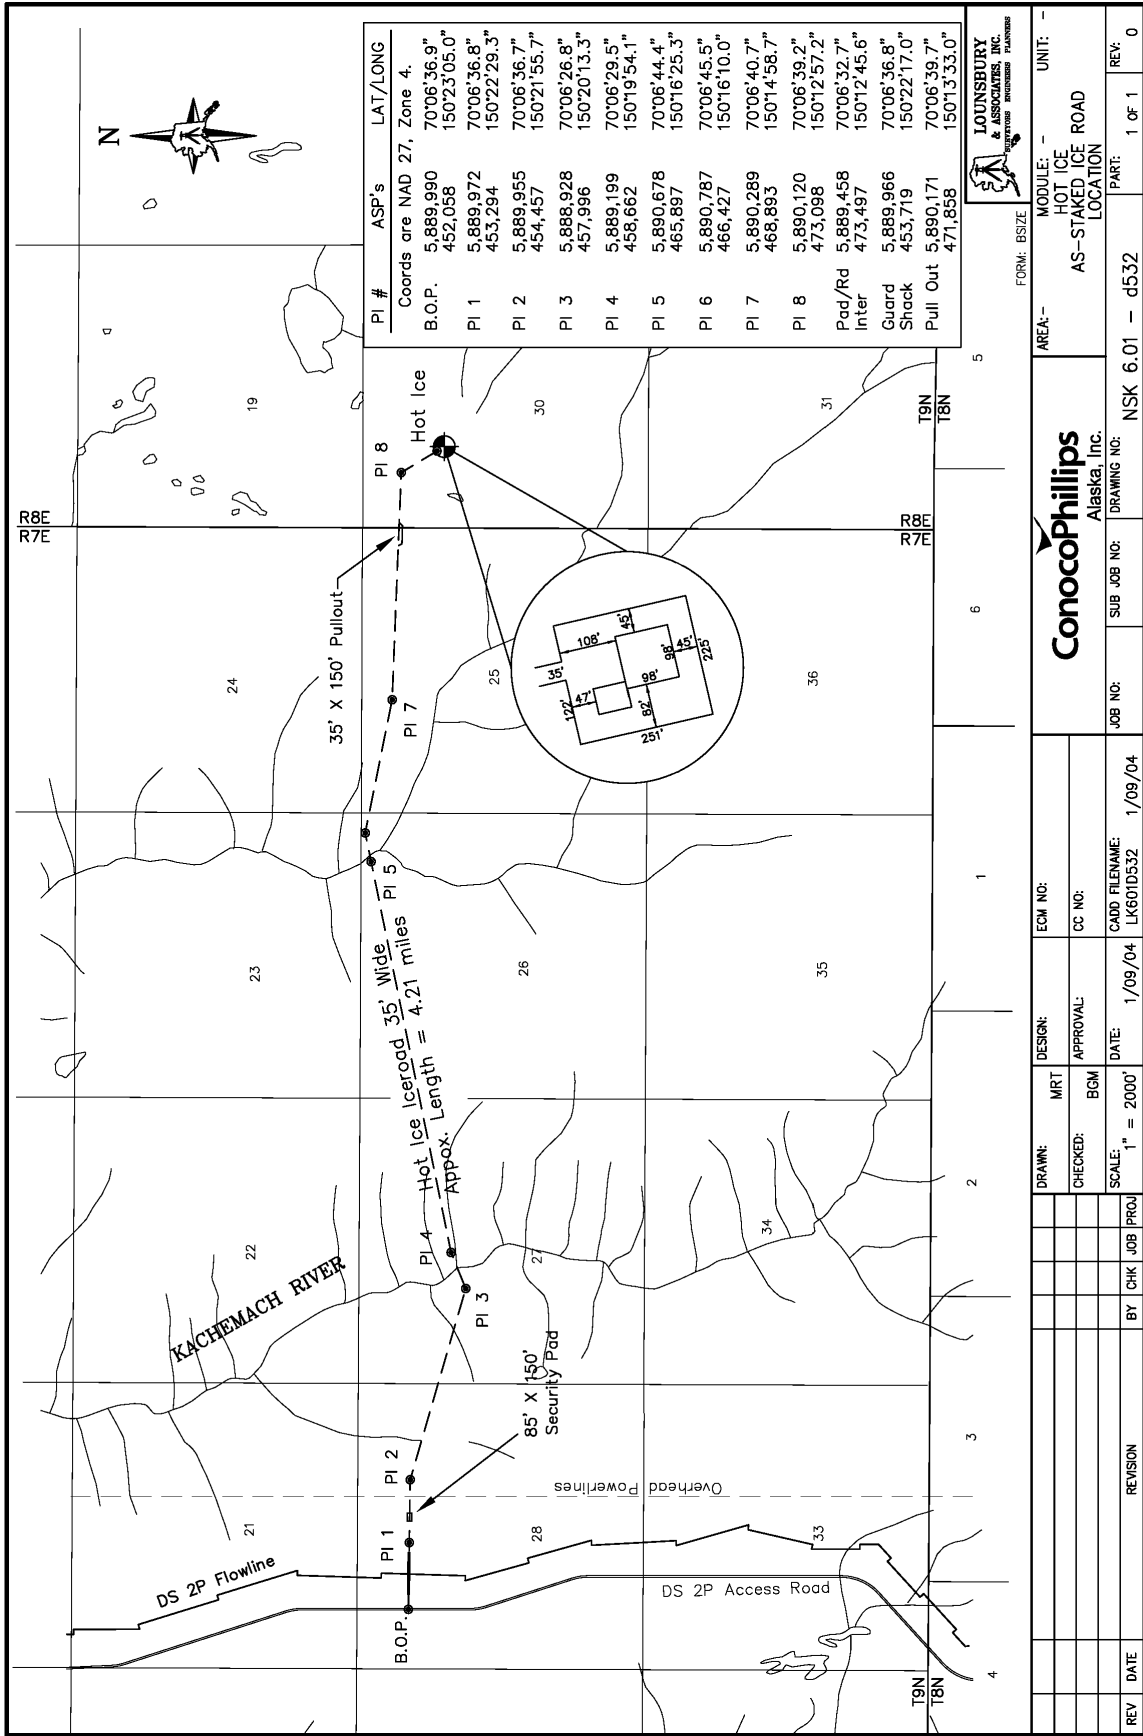 N
PI #   ASP's   LAT/LONG
Coords are NAD 27, Zone 4.
B.O.P.   5,889,990   70°06'36.9"
452,058   150°23'05.0"
PI 1   5,889,972   70°06'36.8"
453,294   150°22'29.3"
PI 2   5,889,955   70°06'36.7"
454,457   150°21'55.7"
PI 3   5,888,928   70°06'26.8"
457,996   150°20'13.3"
PI 4   5,889,199   70°06'29.5"
458,662   150°19'54.1"
PI 5   5,890,678   70°06'44.4"
465,897   150°16'25.3"
PI 6   5,890,787   70°06'45.5"
466,427   150°16'10.0"
PI 7   5,890,289   70°06'40.7"
468,893   150°14'58.7"
PI 8   5,890,120   70°06'39.2"
473,098   150°12'57.2"
Pad/Rd   5,889,458   70°06'32.7"
Inter   473,497   150°12'45.6"
Guard   5,889,966   70°06'36.8"
Shack   453,719   150°22'17.0"
Pull Out   5,890,171   70°06'39.7"
471,858   150°13'33.0"
21
22
23
24
19
R7E
R8E
KACHEMACH RIVER
DS 2P Flowline
B.O.P.
PI 1
PI 2
85' X 150'
Security Pad
PI 3
PI 4
Hot Ice Iceroad 35' Wide
Appox. Length = 4.21 miles
PI 5
PI 7
35' X 150' Pullout
PI 8
Hot Ice
28
27
26
25
30
Overhead Powerlines
DS 2P Access Road
35'
108'
45'
47'
122'
98'
98'
45'
82'
225'
251'
33
34
35
36
31
T9N
T8N
R7E
R8E
T9N
T8N
4
3
2
1
6
5
FORM: BSIZE
LOUNSBURY
& ASSOCIATES, INC.
SURVEYORS ENGINEERS PLANNERS
REV
DATE
REVISION
BY
CHK
JOB
PROJ
DRAWN:
MRT
DESIGN:
ECM NO:
CHECKED:
BGM
APPROVAL:
CC NO:
SCALE:
1" = 2000'
DATE:
1/09/04
CADD FILENAME:
LK601D532   1/09/04
ConocoPhillips
Alaska, Inc.
AREA: -
MODULE: -
UNIT: -
HOT ICE
AS-STAKED ICE ROAD
LOCATION
JOB NO:
SUB JOB NO:
DRAWING NO:
NSK 6.01 - d532
PART:
1 OF 1
REV:
0